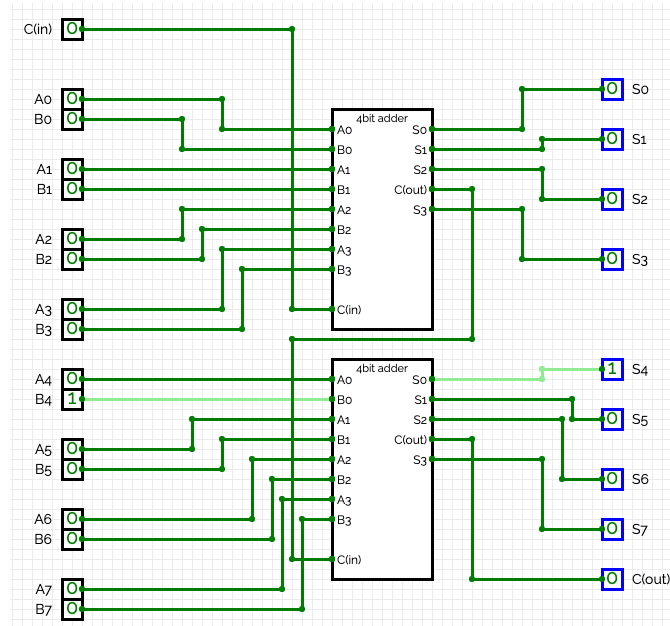 C(in) 0
A0 0
B0 0
A1 0
B1 0
A2 0
B2 0
A3 0
B3 0
4bit adder
A0 S0
B0 S1
A1 S2
B1 C(out)
A2 S3
B2
A3
B3
C(in)
0 S0
0 S1
0 S2
0 S3
A4 0
B4 1
A5 0
B5 0
A6 0
B6 0
A7 0
B7 0
4bit adder
A0 S0
B0 S1
A1 S2
B1 C(out)
A2 S3
B2
A3
B3
C(in)
1 S4
0 S5
0 S6
0 S7
0 C(out)